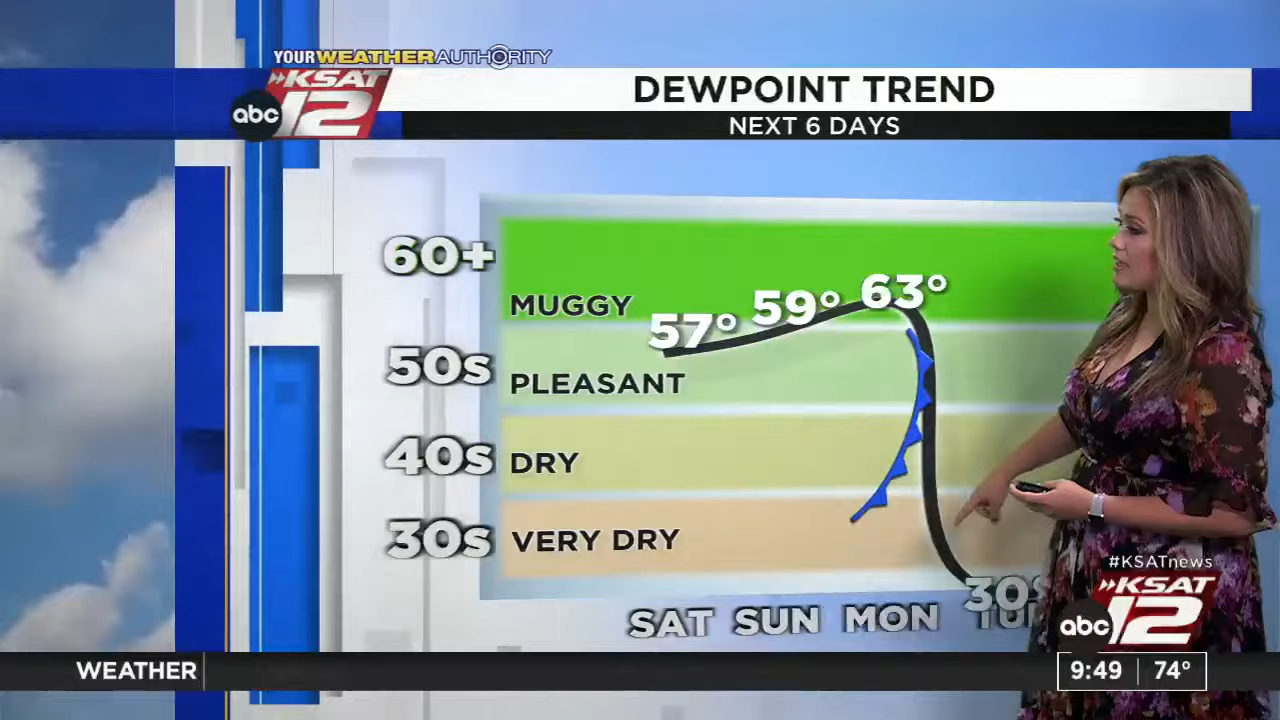 YOUR WEATHER AUTHORITY
KSAT
abc 12
DEWPOINT TREND
NEXT 6 DAYS
60+
MUGGY
57° 59° 63°
50s
PLEASANT
40s DRY
30s VERY DRY
30s
SAT SUN MON
#KSATnews
KSAT
abc 12
WEATHER
9:49 74°